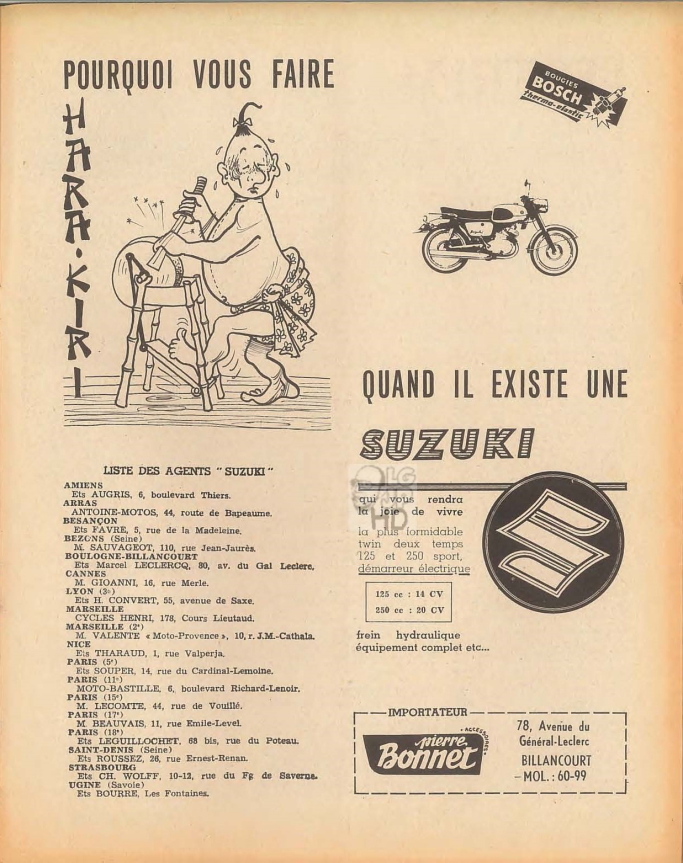 POURQUOI VOUS FAIRE
HARA-KIRI
BOUGIES
BOSCH
thermo-elastic
QUAND IL EXISTE UNE
SUZUKI
qui vous rendra
la joie de vivre
la plus formidable
twin deux temps
125 et 250 sport,
démarreur électrique
125 cc : 14 CV
250 cc : 20 CV
frein hydraulique
équipement complet etc...
LISTE DES AGENTS "SUZUKI"
AMIENS
Ets AUGRIS, 6, boulevard Thiers.
ARRAS
ANTOINE-MOTOS, 44, route de Bapeaume.
BESANÇON
Ets FAVRE, 5, rue de la Madeleine.
BEZONS (Seine)
M. SAUVAGEOT, 110, rue Jean-Jaurès.
BOULOGNE-BILLANCOURT
Ets Marcel LECLERCQ, 80, av. du Gal Leclerc.
CANNES
M. GIOANNI, 16, rue Merle.
LYON (3e)
Ets H. CONVERT, 55, avenue de Saxe.
MARSEILLE
CYCLES HENRI, 178, Cours Lieutaud.
MARSEILLE (2e)
M. VALENTE « Moto-Provence », 10, r. J.M.-Cathala.
NICE
Ets THARAUD, 1, rue Valperja.
PARIS (5e)
Ets SOUPER, 14, rue du Cardinal-Lemoine.
PARIS (11e)
MOTO-BASTILLE, 6, boulevard Richard-Lenoir.
PARIS (15e)
M. LECOMTE, 44, rue de Vouillé.
PARIS (17e)
M. BEAUVAIS, 11, rue Emile-Level.
PARIS (18e)
Ets LEGUILLOCHET, 68 bis, rue du Poteau.
SAINT-DENIS (Seine)
Ets ROUSSEZ, 26, rue Ernest-Renan.
STRASBOURG
Ets CH. WOLFF, 10-12, rue du Fg de Saverne.
UGINE (Savoie)
Ets BOURRE, Les Fontaines.
IMPORTATEUR
pierre
Bonnet
ACCESSOIRES
78, Avenue du
Général-Leclerc
BILLANCOURT
-MOL. : 60-99